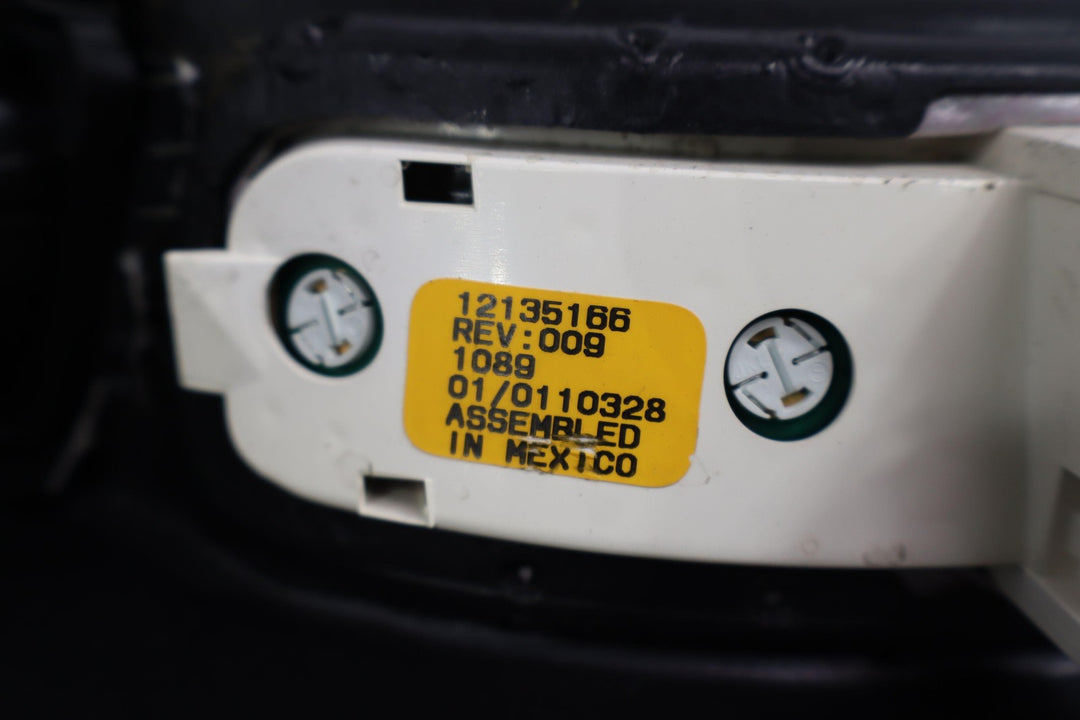 12135166
REV:009
1089
01/0110328
ASSEMBLED
IN MEXICO